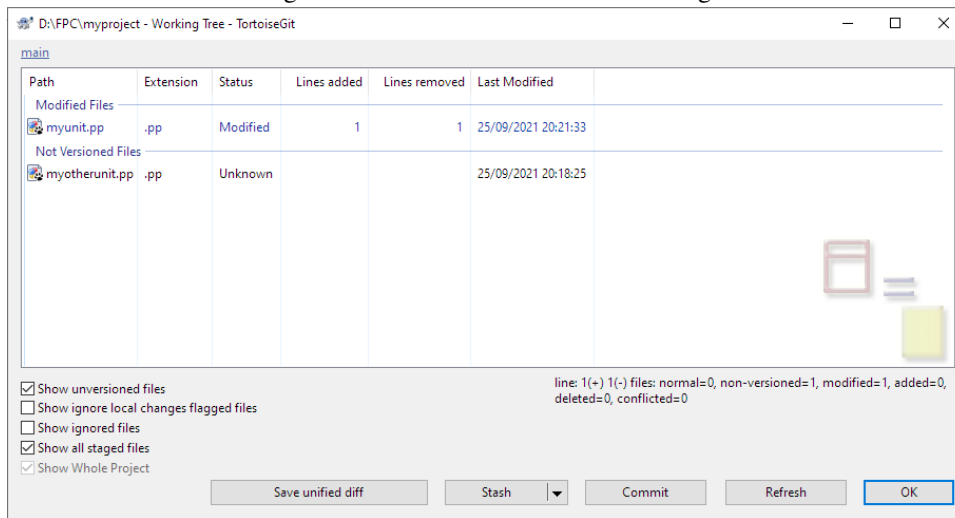 D:\FPC\myproject - Working Tree - TortoiseGit
main
Path Extension Status Lines added Lines removed Last Modified
Modified Files
myunit.pp .pp Modified 1 1 25/09/2021 20:21:33
Not Versioned Files
myotherunit.pp .pp Unknown 25/09/2021 20:18:25
Show unversioned files
line: 1(+) 1(-) files: normal=0, non-versioned=1, modified=1, added=0,
deleted=0, conflicted=0
Show ignore local changes flagged files
Show ignored files
Show all staged files
Show Whole Project
Save unified diff Stash Commit Refresh OK